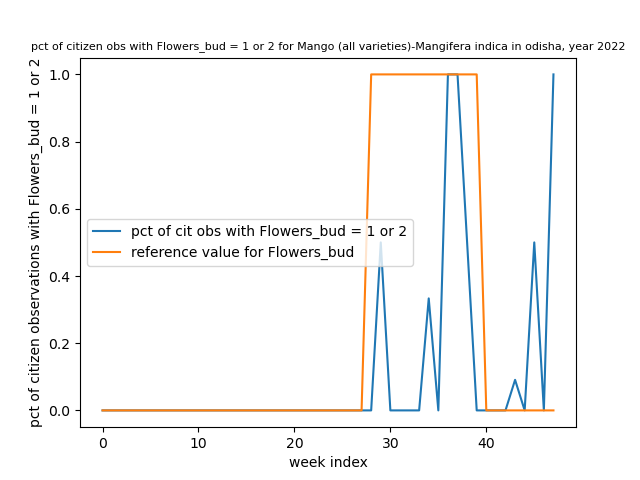 pct of citizen obs with Flowers_bud = 1 or 2 for Mango (all varieties)-Mangifera indica in odisha, year 2022
pct of citizen observations with Flowers_bud = 1 or 2
1.0
0.8
0.6
0.4
0.2
0.0
pct of cit obs with Flowers_bud = 1 or 2
reference value for Flowers_bud
0 10 20 30 40
week index